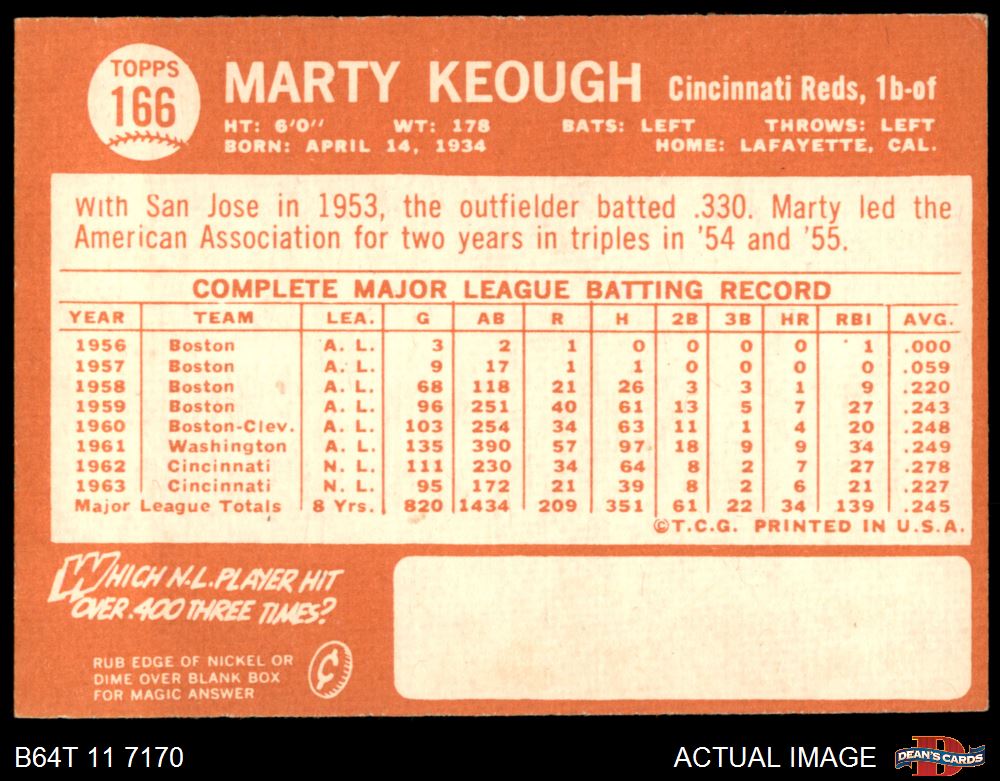 TOPPS
166
MARTY KEOUGH Cincinnati Reds, 1b-of
HT: 6'0" WT: 178 BATS: LEFT THROWS: LEFT
BORN: APRIL 14, 1934 HOME: LAFAYETTE, CAL.
With San Jose in 1953, the outfielder batted .330. Marty led the
American Association for two years in triples in '54 and '55.
COMPLETE MAJOR LEAGUE BATTING RECORD
YEAR TEAM LEA. G AB R H 2B 3B HR RBI AVG.
1956 Boston A. L. 3 2 1 0 0 0 0 1 .000
1957 Boston A. L. 9 17 1 1 0 0 0 0 .059
1958 Boston A. L. 68 118 21 26 3 3 1 9 .220
1959 Boston A. L. 96 251 40 61 13 5 7 27 .243
1960 Boston-Clev. A. L. 103 254 34 63 11 1 4 20 .248
1961 Washington A. L. 135 390 57 97 18 9 9 34 .249
1962 Cincinnati N. L. 111 230 34 64 8 2 7 27 .278
1963 Cincinnati N. L. 95 172 21 39 8 2 6 21 .227
Major League Totals 8 Yrs. 820 1434 209 351 61 22 34 139 .245
©T.C.G. PRINTED IN U.S.A.
WHICH N.L. PLAYER HIT
OVER .400 THREE TIMES?
RUB EDGE OF NICKEL OR
DIME OVER BLANK BOX
FOR MAGIC ANSWER
B64T 11 7170 ACTUAL IMAGE
DEAN'S CARDS